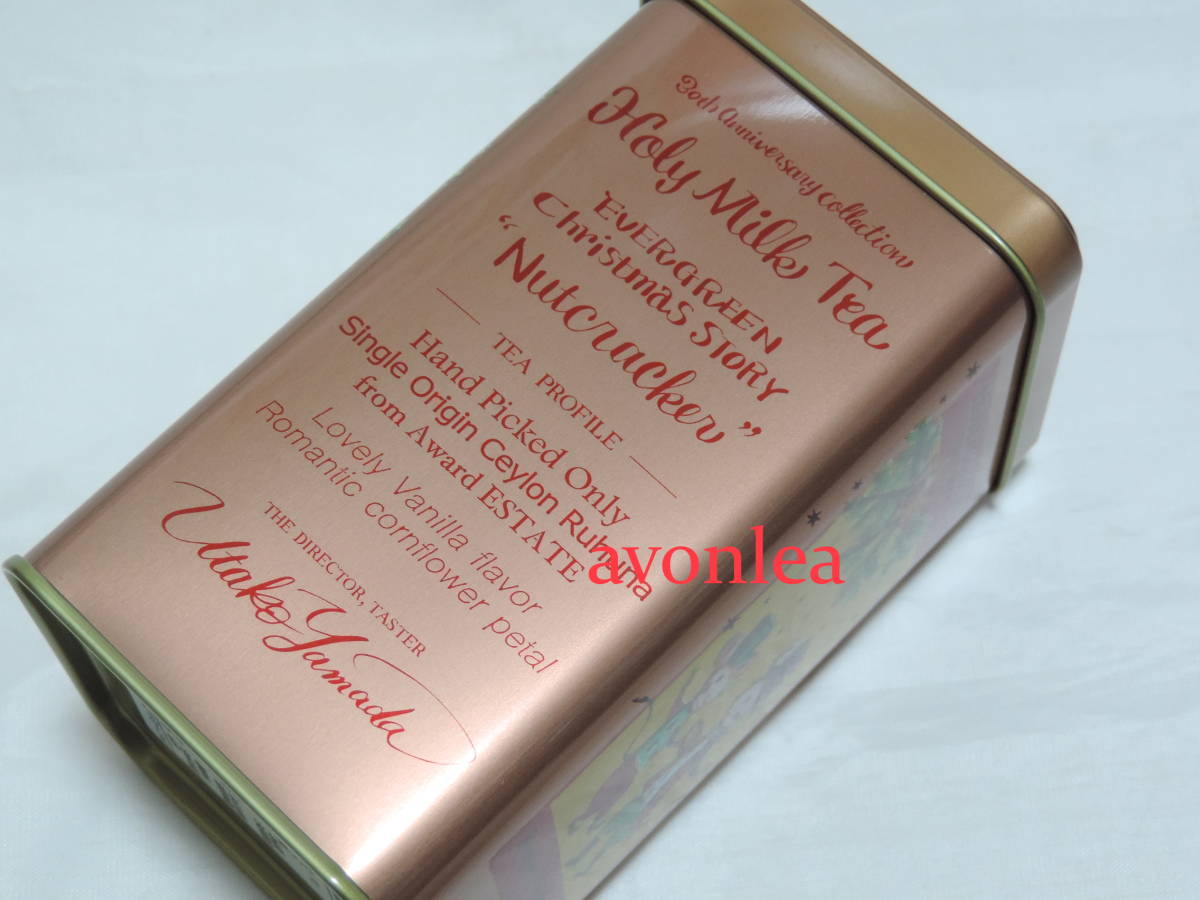 30th Anniversary Collection
Holy Milk Tea
EVERGREEN
Christmas STORY
"Nutcracker"
TEA PROFILE
Hand Picked Only
Single Origin Ceylon Ruhuna
from Award ESTATE
Lovely Vanilla flavor
Romantic cornflower petal
THE DIRECTOR, TASTER
Utako Yamada
avonlea